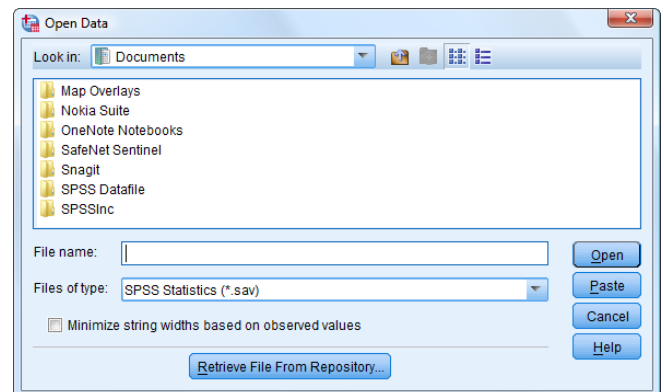 Open Data
Look in: Documents
Map Overlays
Nokia Suite
OneNote Notebooks
SafeNet Sentinel
Snagit
SPSS Datafile
SPSSInc
File name:
Open
Files of type: SPSS Statistics (*.sav)
Paste
Minimize string widths based on observed values
Cancel
Help
Retrieve File From Repository...